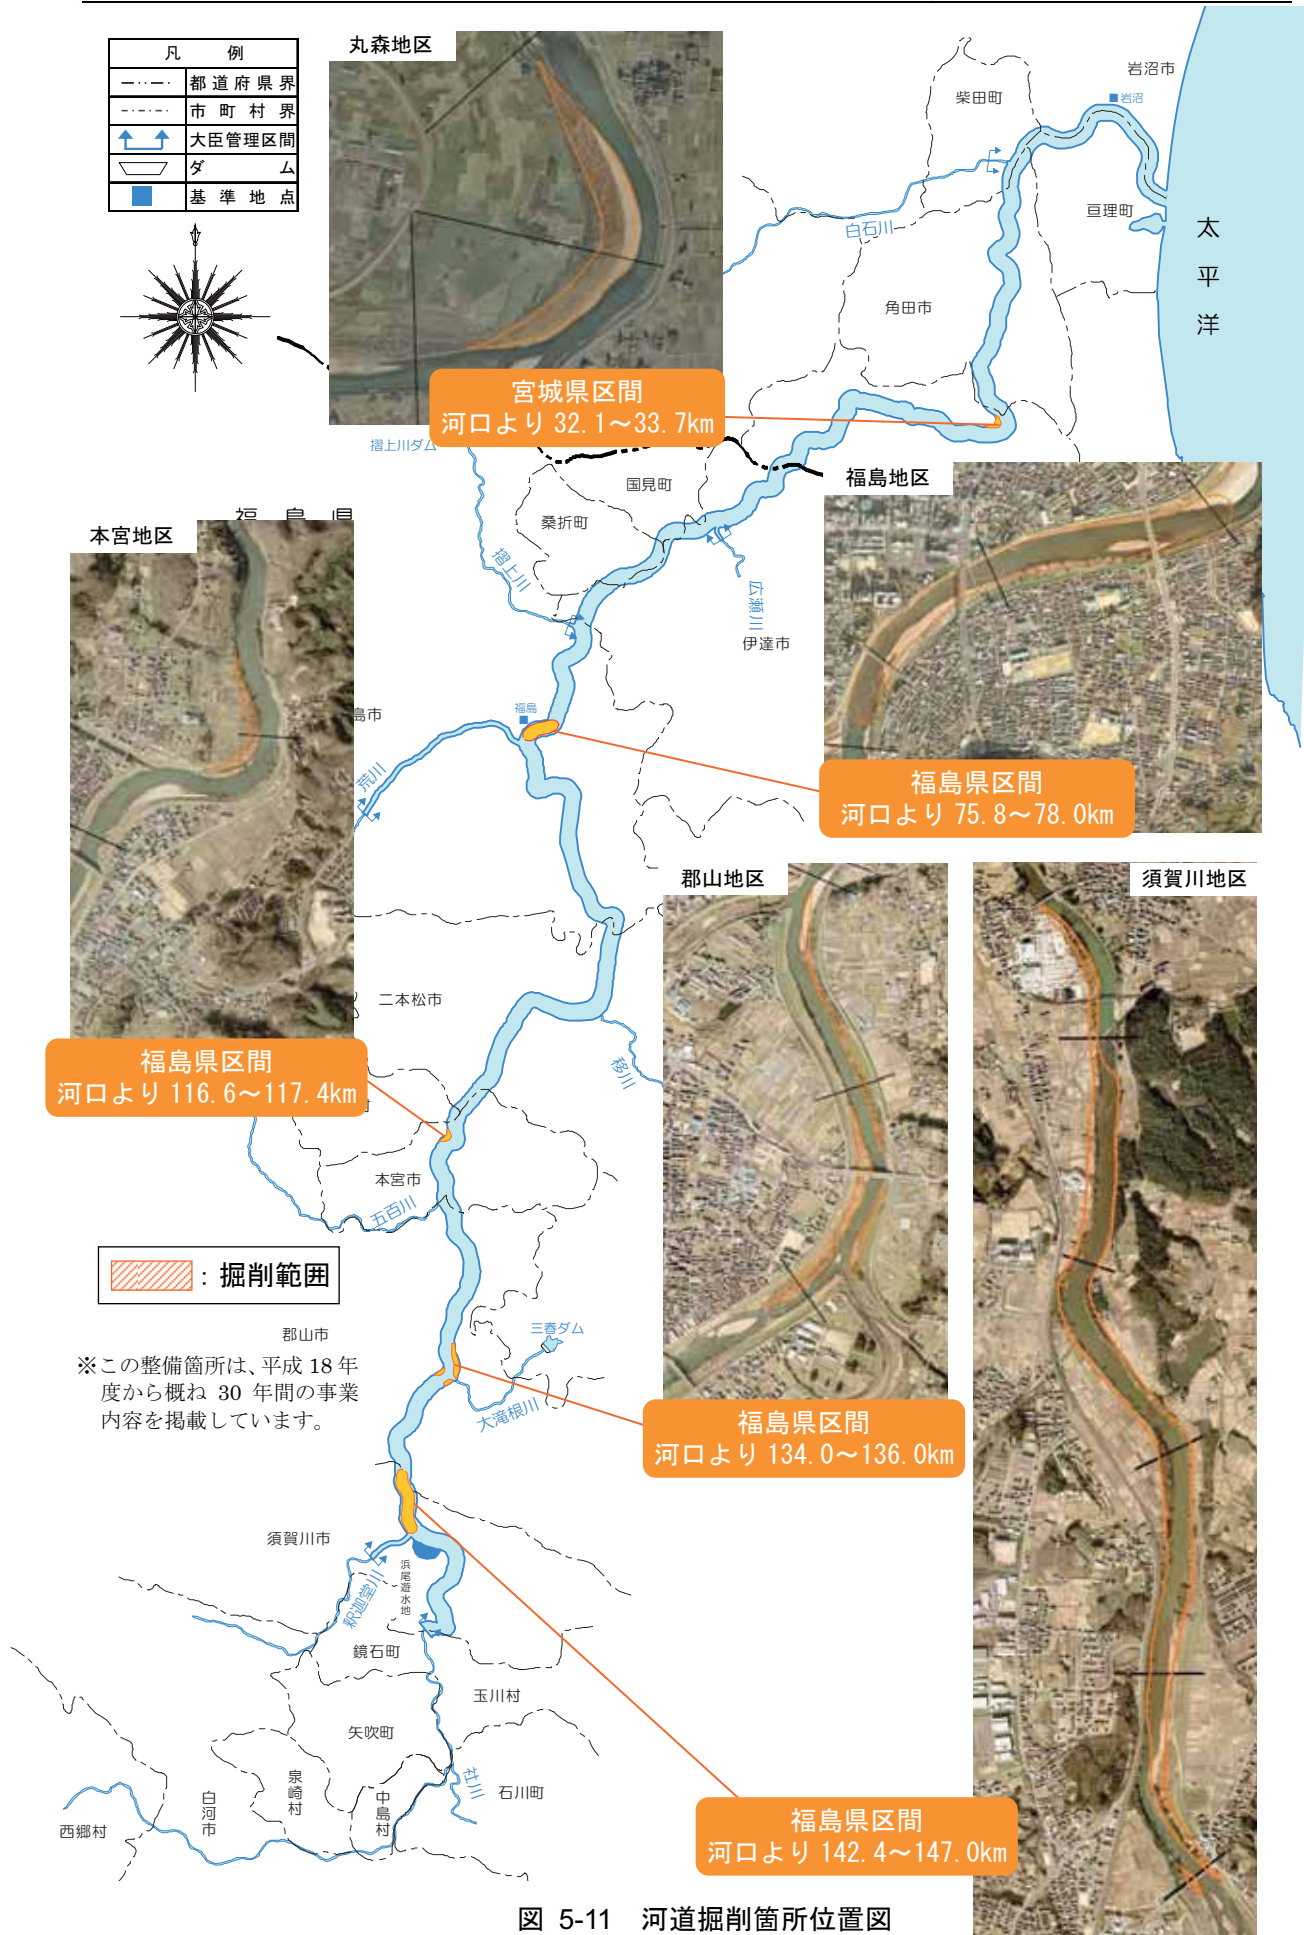 凡 例
都道府県界
市町村界
大臣管理区間
ダム
基準地点
丸森地区
岩沼市
柴田町
岩沼
亘理町
白石川
太平洋
角田市
宮城県区間
河口より 32.1～33.7km
摺上川ダム
国見町
福島地区
桑折町
福島県
本宮地区
摺上川
広瀬川
伊達市
福島
島市
荒川
福島県区間
河口より 75.8～78.0km
郡山地区
須賀川地区
二本松市
福島県区間
河口より 116.6～117.4km
移川
本宮市
五百川
：掘削範囲
郡山市
三春ダム
※この整備箇所は、平成 18 年
度から概ね 30 年間の事業
内容を掲載しています。
大滝根川
福島県区間
河口より 134.0～136.0km
須賀川市
浜尾遊水地
釈迦堂川
鏡石町
玉川村
矢吹町
社川
石川町
泉崎村
中島村
白河市
西郷村
福島県区間
河口より 142.4～147.0km
図 5-11 河道掘削箇所位置図